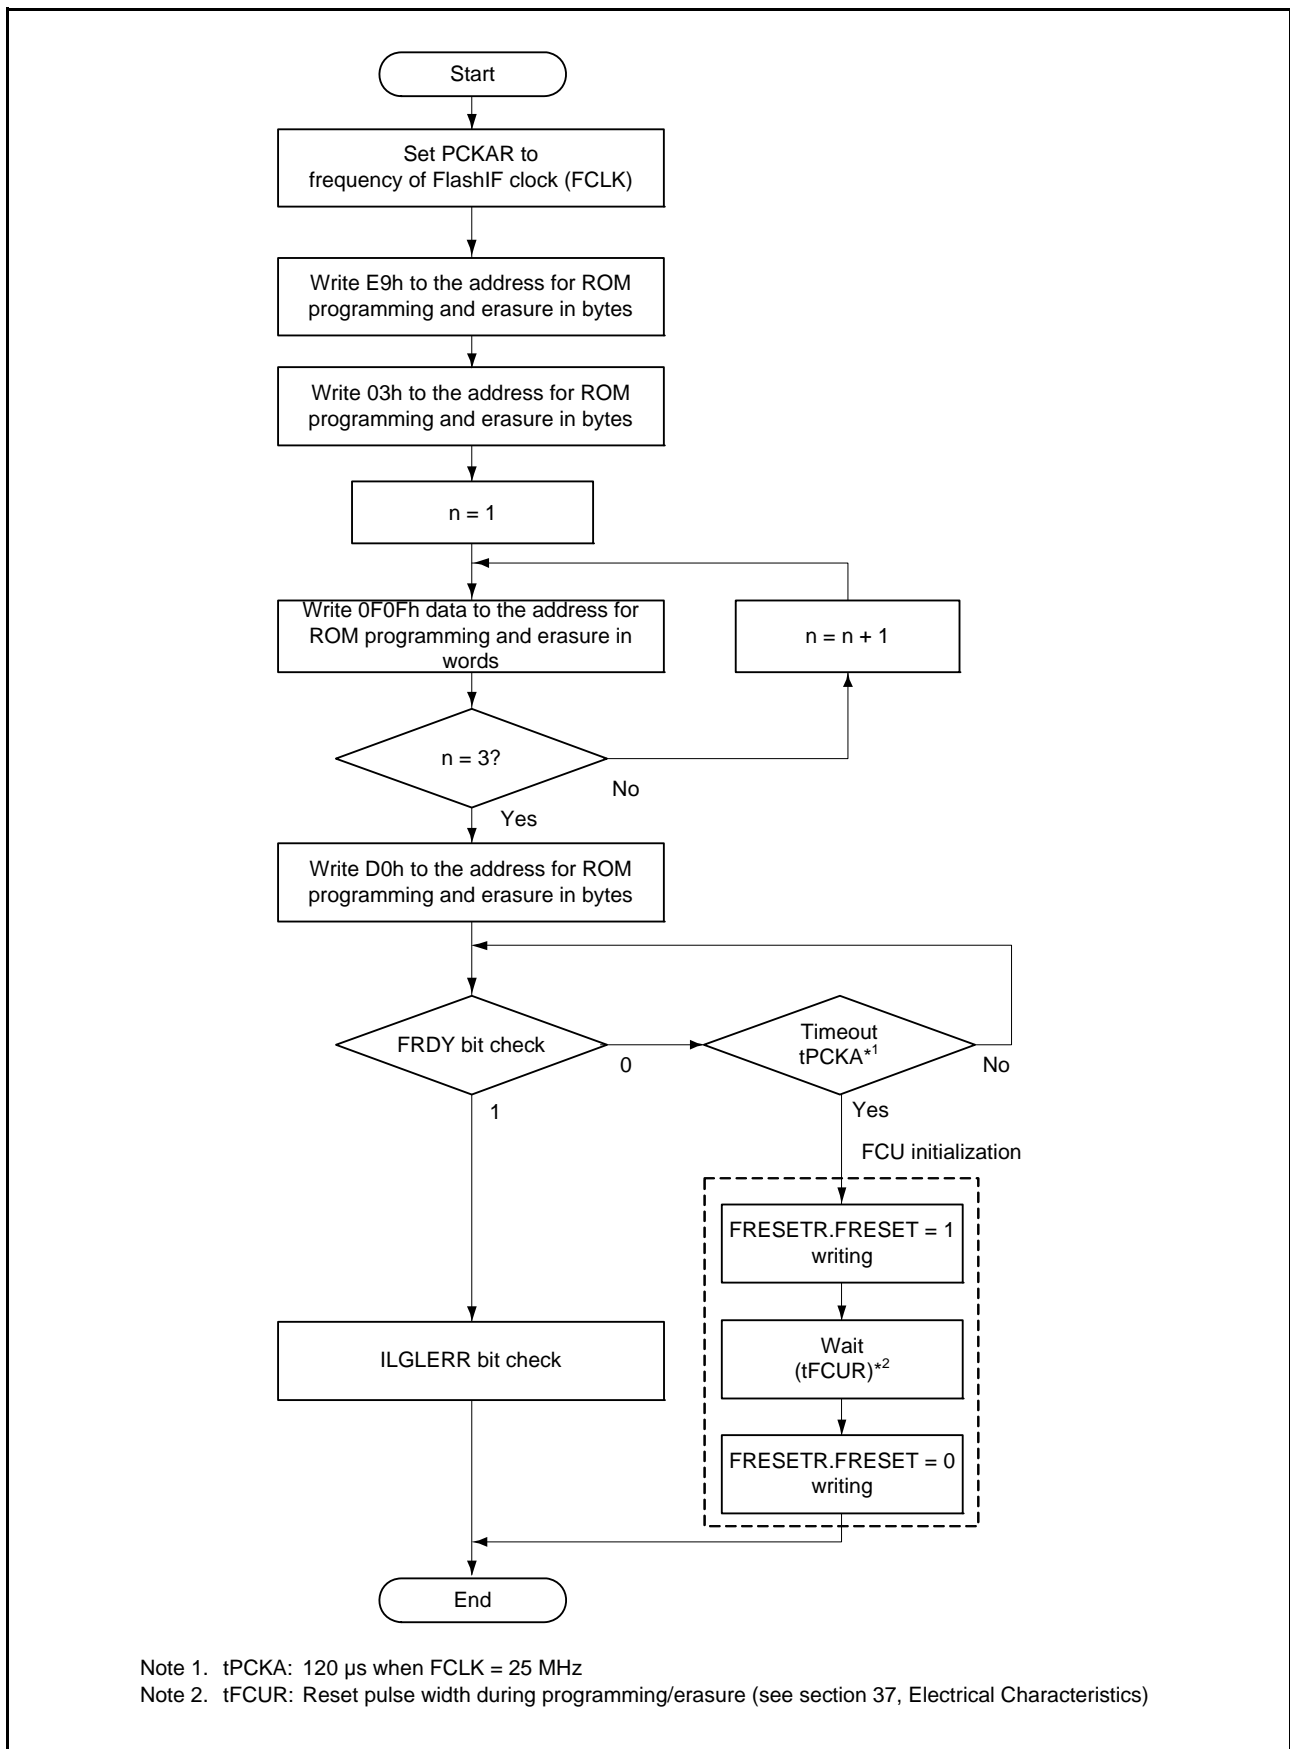 Start
Set PCKAR to
frequency of FlashIF clock (FCLK)
Write E9h to the address for ROM
programming and erasure in bytes
Write 03h to the address for ROM
programming and erasure in bytes
n = 1
Write 0F0Fh data to the address for
ROM programming and erasure in
words
n = n + 1
n = 3?
No
Yes
Write D0h to the address for ROM
programming and erasure in bytes
FRDY bit check
0
1
Timeout
tPCKA*1
No
Yes
FCU initialization
FRESETR.FRESET = 1
writing
ILGLERR bit check
Wait
(tFCUR)*2
FRESETR.FRESET = 0
writing
End
Note 1. tPCKA: 120 µs when FCLK = 25 MHz
Note 2. tFCUR: Reset pulse width during programming/erasure (see section 37, Electrical Characteristics)